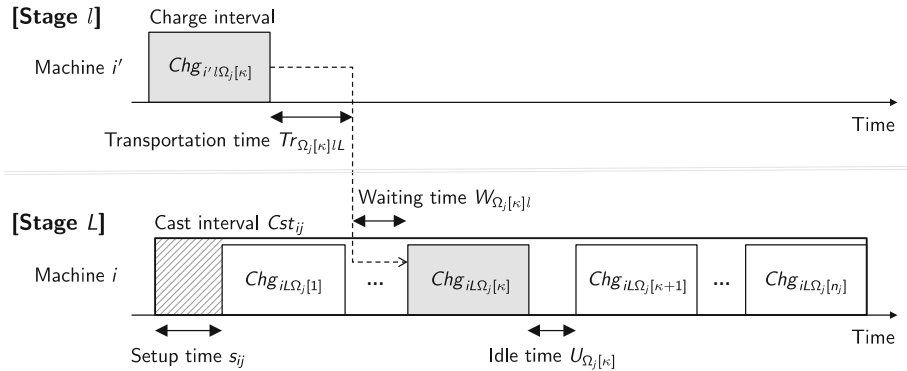 [Stage l]
Charge interval
Machine i′
Chg_{i′lΩ_j[κ]}
Time
Transportation time Tr_{Ω_j[κ]lL}
Waiting time W_{Ω_j[κ]l}
[Stage L]
Cast interval Cst_{ij}
Machine i
Chg_{iLΩ_j[1]} ... Chg_{iLΩ_j[κ]} Chg_{iLΩ_j[κ+1]} ... Chg_{iLΩ_j[n_j]}
Time
Setup time s_{ij}
Idle time U_{Ω_j[κ]}